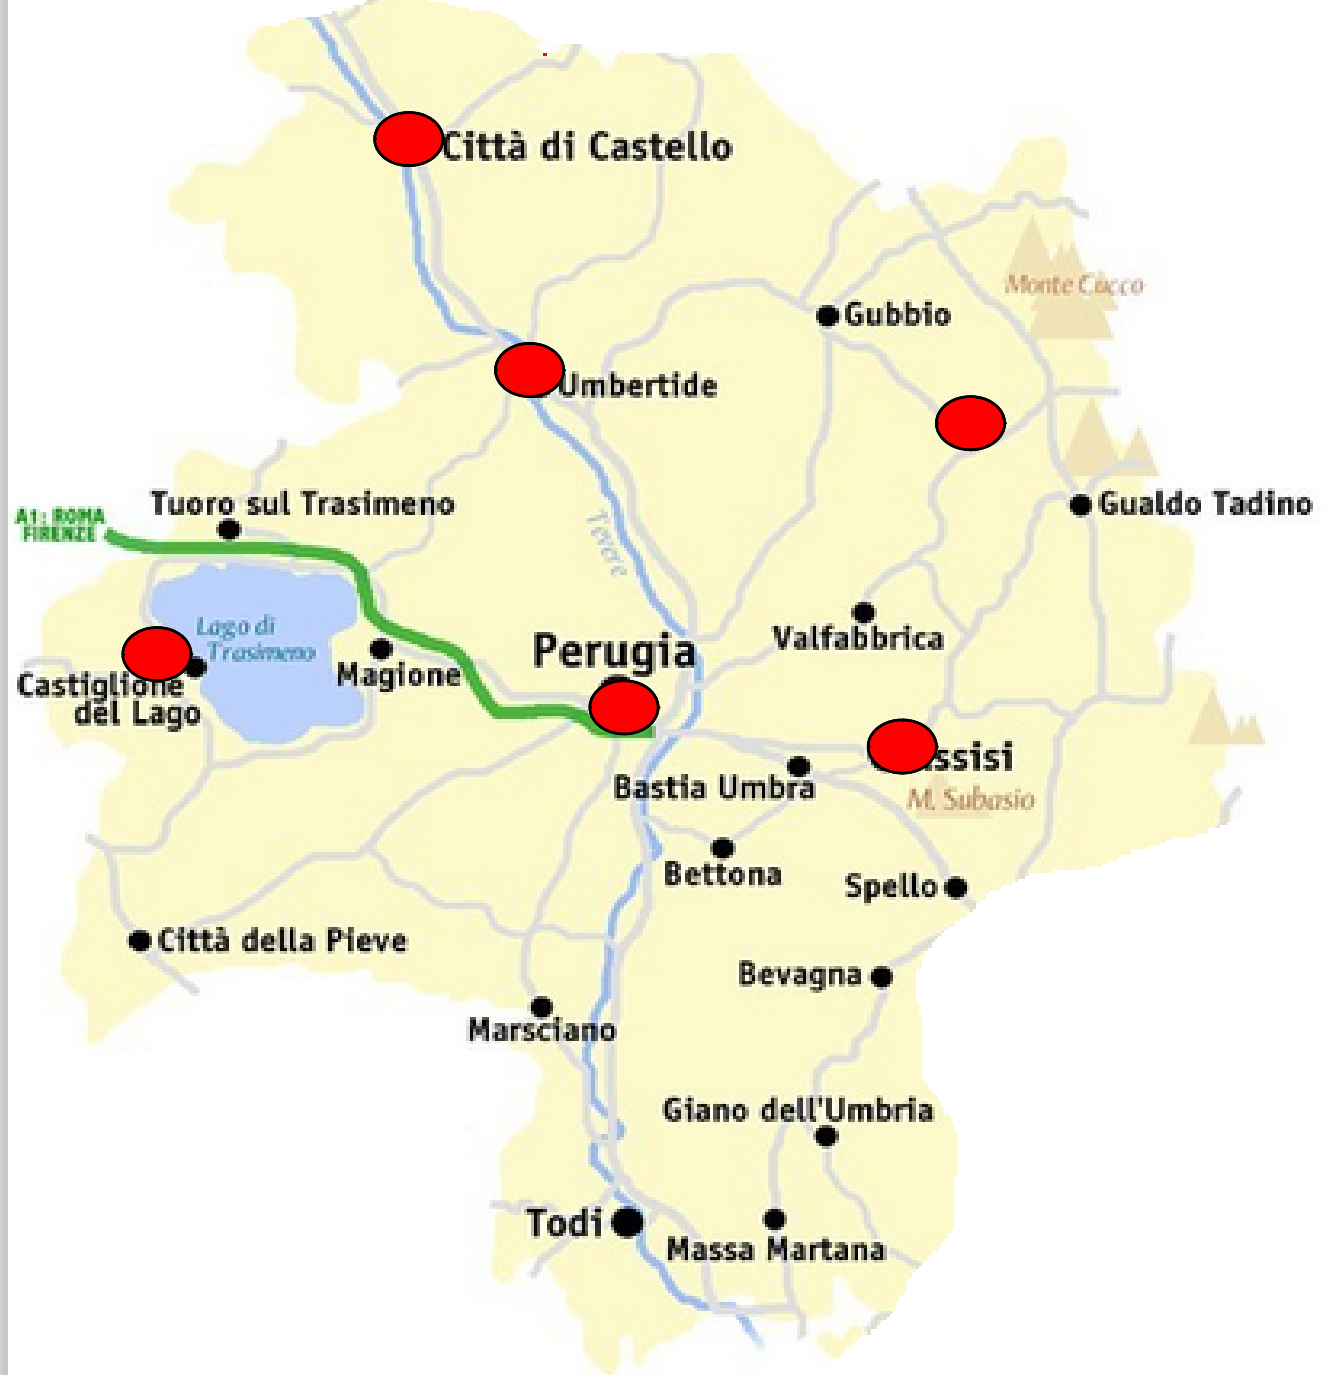 Città di Castello
Monte Cucco
Gubbio
Umbertide
Tuoro sul Trasimeno
Gualdo Tadino
A1: ROMA
FIRENZE
Tevere
Lago di
Trasimeno
Valfabbrica
Perugia
Magione
Castiglione
del Lago
ssisi
Bastia Umbra
M. Subasio
Bettona
Spello
Città della Pieve
Bevagna
Marsciano
Giano dell'Umbria
Todi
Massa Martana